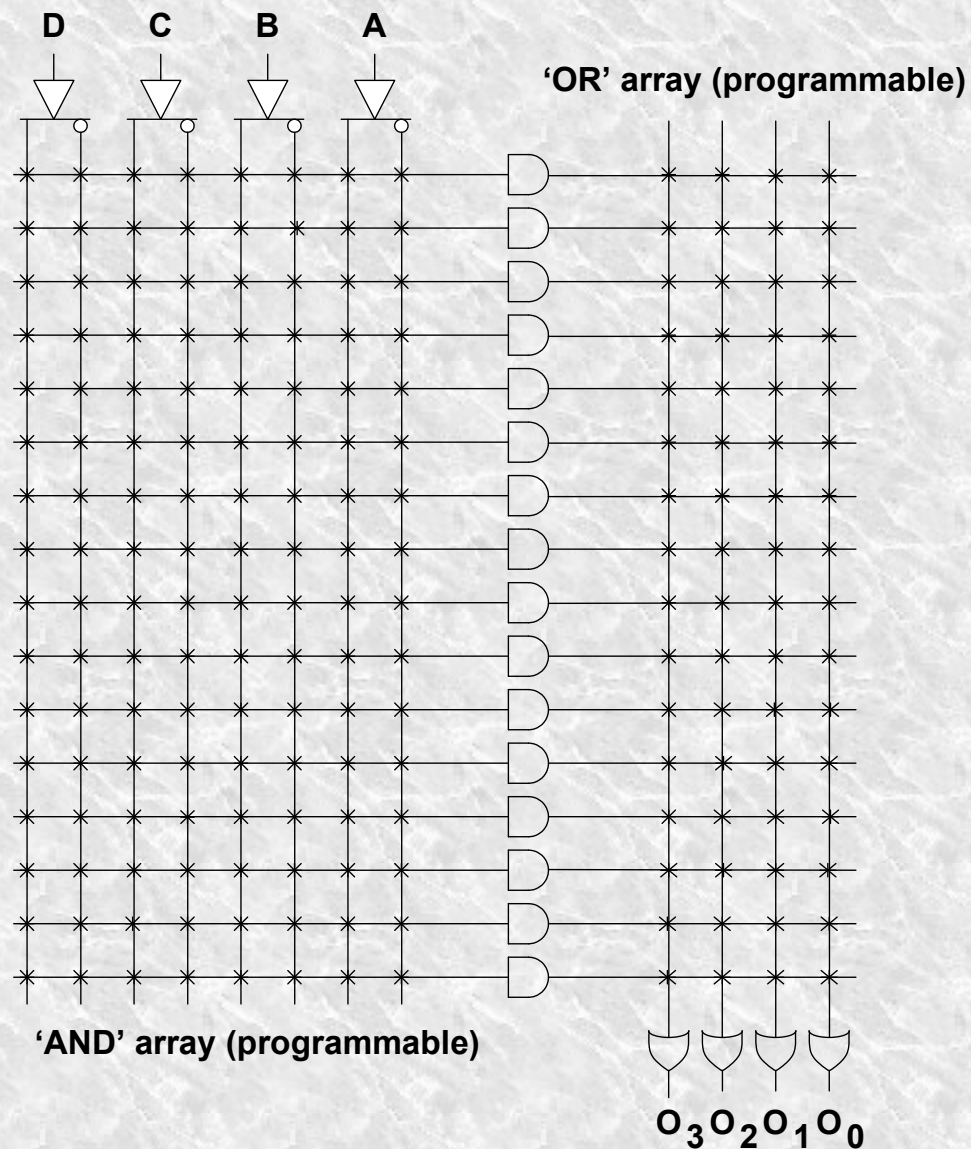 D C B A
'OR' array (programmable)
'AND' array (programmable)
O3 O2 O1 O0